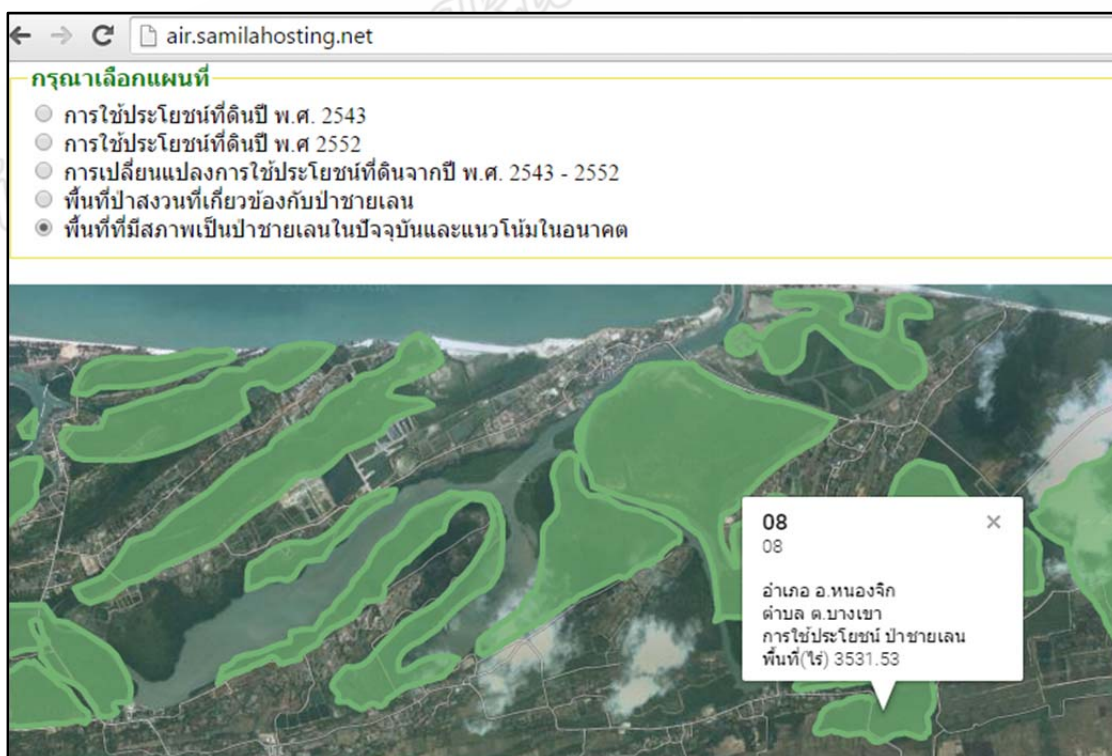 air.samilahosting.net
กรุณาเลือกแผนที่
การใช้ประโยชน์ที่ดินปี พ.ศ. 2543
การใช้ประโยชน์ที่ดินปี พ.ศ 2552
การเปลี่ยนแปลงการใช้ประโยชน์ที่ดินจากปี พ.ศ. 2543 - 2552
พื้นที่ป่าสงวนที่เกี่ยวข้องกับป่าชายเลน
พื้นที่ที่มีสภาพเป็นป่าชายเลนในปัจจุบันและแนวโน้มในอนาคต
08
08
อำเภอ อ.หนองจิก
ตำบล ต.บางเขา
การใช้ประโยชน์ ป่าชายเลน
พื้นที่(ไร่) 3531.53